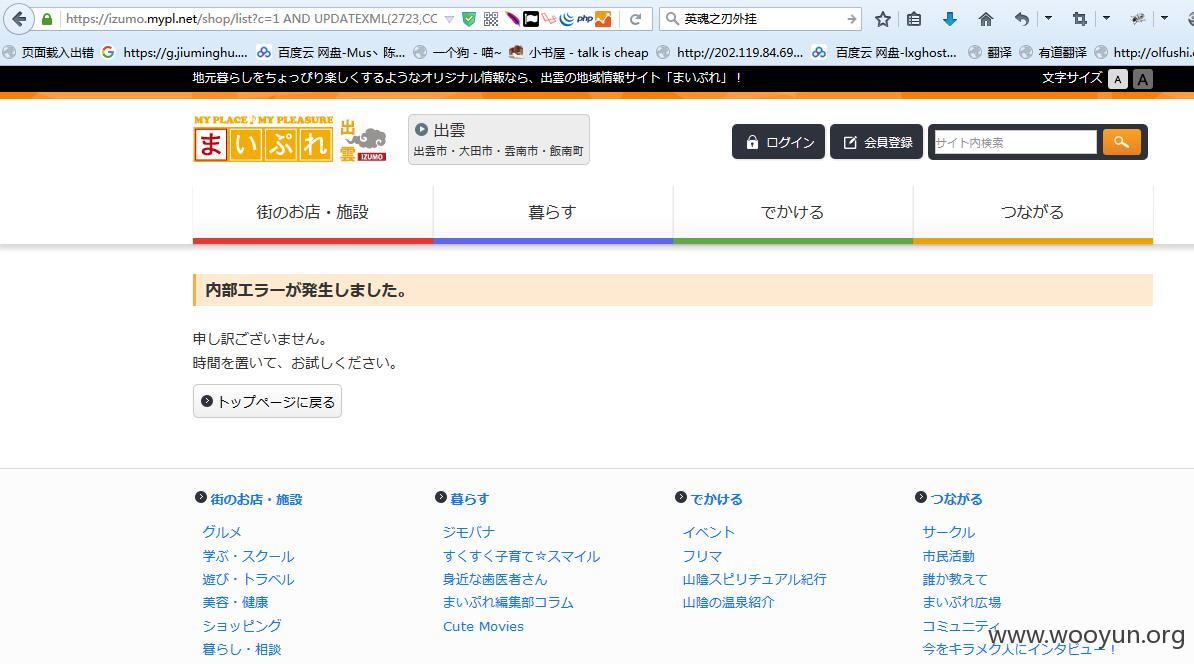 https://izumo.mypl.net/shop/list?c=1 AND UPDATEXML(2723,CC
英魂之刃外挂
页面载入出错 https://g.jiuminghu.... 百度云 网盘-Mus丶陈... 一个狗 - 喵~ 小书屋 - talk is cheap http://202.119.84.69... 百度云 网盘-lxghost... 翻译 有道翻译 http://olfushi.
地元暮らしをちょっぴり楽しくするようなオリジナル情報なら、出雲の地域情報サイト「まいぷれ」！
文字サイズ A A
MY PLACE♪MY PLEASURE
まいぷれ 出雲 IZUMO
出雲
出雲市・大田市・雲南市・飯南町
ログイン 会員登録 サイト内検索
街のお店・施設 暮らす でかける つながる
内部エラーが発生しました。
申し訳ございません。
時間を置いて、お試しください。
トップページに戻る
街のお店・施設
グルメ
学ぶ・スクール
遊び・トラベル
美容・健康
ショッピング
暮らし・相談
暮らす
ジモバナ
すくすく子育て☆スマイル
身近な歯医者さん
まいぷれ編集部コラム
Cute Movies
でかける
イベント
フリマ
山陰スピリチュアル紀行
山陰の温泉紹介
つながる
サークル
市民活動
誰か教えて
まいぷれ広場
コミュニティ
今をキラメク人にインタビュー！
www.wooyun.org